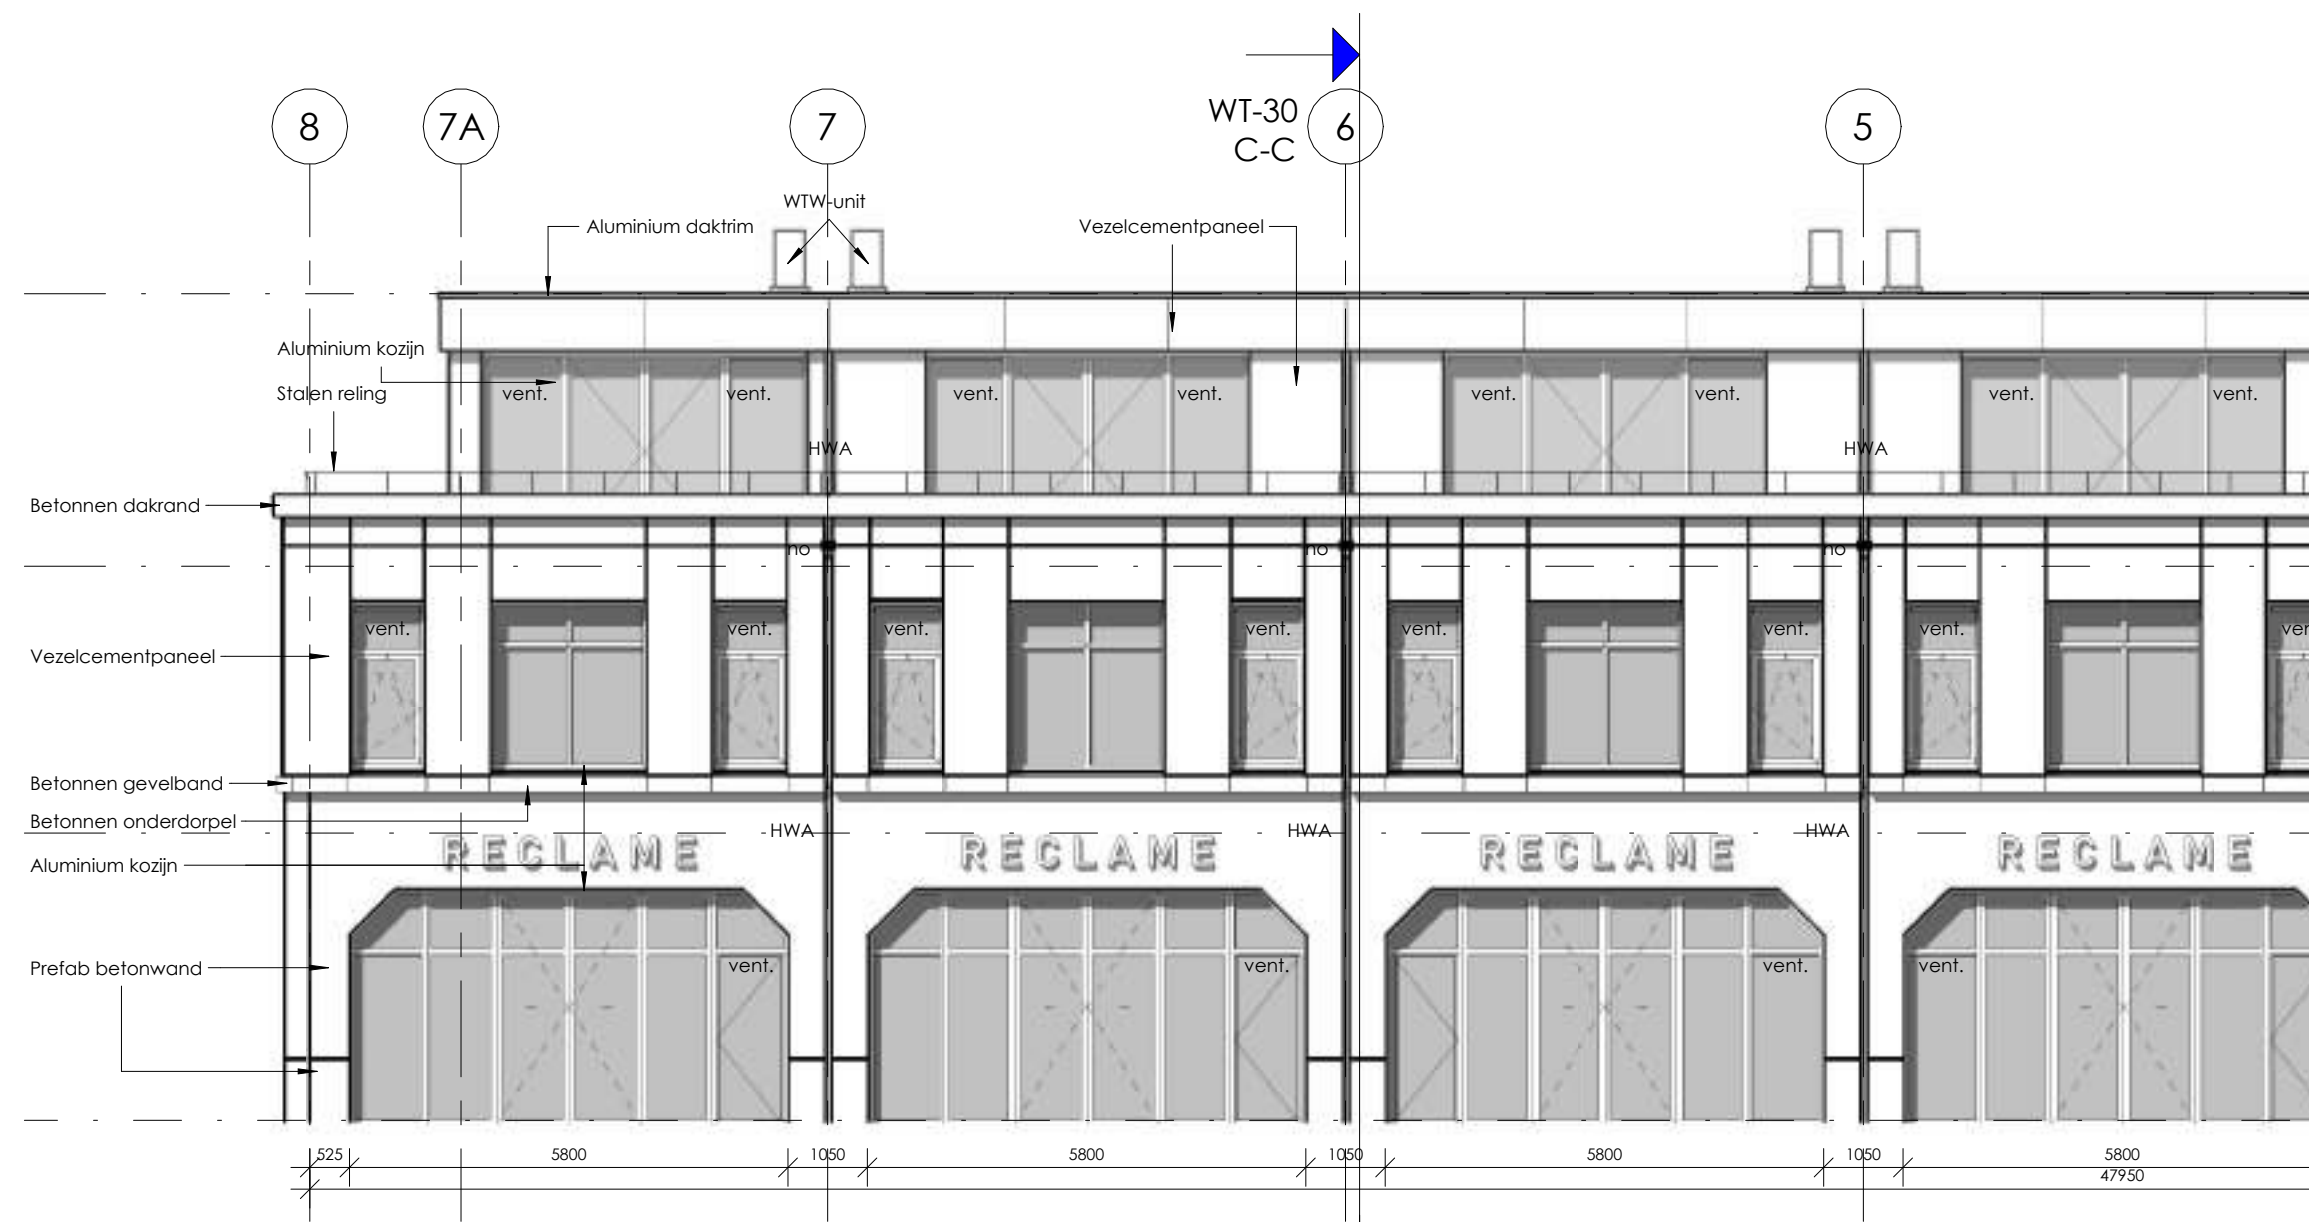 8
7A
7
WT-30
C-C
6
5
WTW-unit
Aluminium daktrim
Vezelcementpaneel
Aluminium kozijn
Stalen reling
vent.
vent.
vent.
vent.
vent.
vent.
vent.
vent.
HWA
HWA
Betonnen dakrand
no
no
no
vent.
vent.
vent.
vent.
vent.
vent.
vent.
Vezelcementpaneel
Betonnen gevelband
Betonnen onderdorpel
HWA
HWA
HWA
RECLAME
RECLAME
RECLAME
RECLAME
Aluminium kozijn
Prefab betonwand
vent.
vent.
vent.
vent.
525
5800
1050
5800
1050
5800
1050
5800
47950